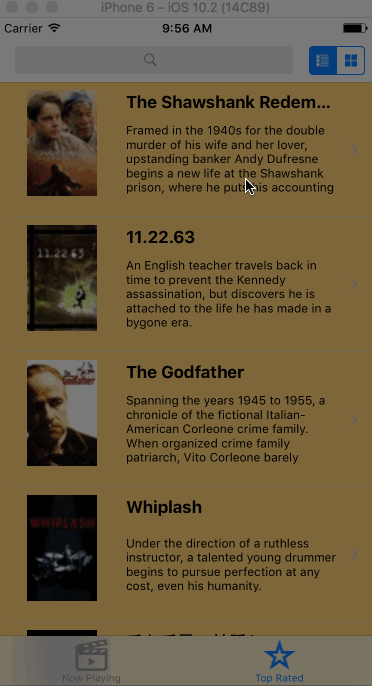 iPhone 6 – iOS 10.2 (14C89)
Carrier 9:56 AM
The Shawshank Redem...
Framed in the 1940s for the double
murder of his wife and her lover,
upstanding banker Andy Dufresne
begins a new life at the Shawshank
prison, where he puts his accounting
11.22.63
11.22.63
An English teacher travels back in
time to prevent the Kennedy
assassination, but discovers he is
attached to the life he has made in a
bygone era.
The Godfather
Godfather
Spanning the years 1945 to 1955, a
chronicle of the fictional Italian-
American Corleone crime family.
When organized crime family
patriarch, Vito Corleone barely
Whiplash
WHIPLASH
Under the direction of a ruthless
instructor, a talented young drummer
begins to pursue perfection at any
cost, even his humanity.
Now Playing
Top Rated